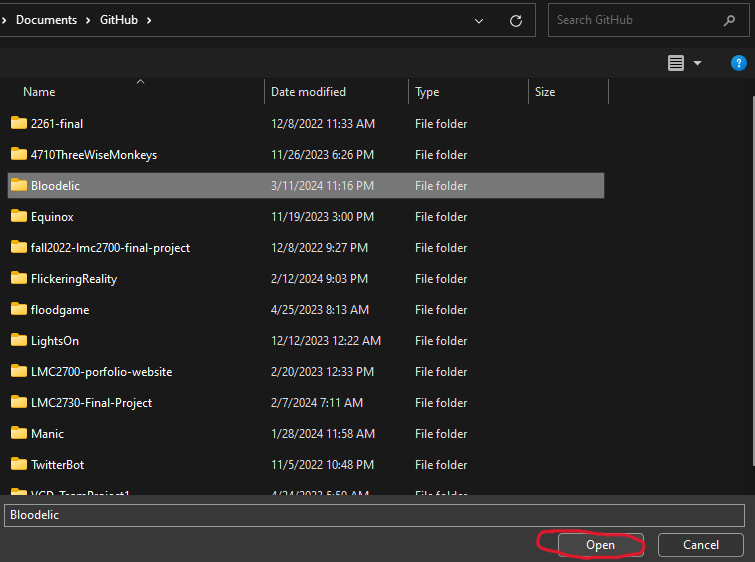 Documents > GitHub >
Search GitHub
?
Name Date modified Type Size
2261-final 12/8/2022 11:33 AM File folder
4710ThreeWiseMonkeys 11/26/2023 6:26 PM File folder
Bloodelic 3/11/2024 11:16 PM File folder
Equinox 11/19/2023 3:00 PM File folder
fall2022-lmc2700-final-project 12/8/2022 9:27 PM File folder
FlickeringReality 2/12/2024 9:03 PM File folder
floodgame 4/25/2023 8:13 AM File folder
LightsOn 12/12/2023 12:22 AM File folder
LMC2700-porfolio-website 2/20/2023 12:33 PM File folder
LMC2730-Final-Project 2/7/2024 7:11 AM File folder
Manic 1/28/2024 11:58 AM File folder
TwitterBot 11/5/2022 10:48 PM File folder
File folder
Bloodelic
Open Cancel